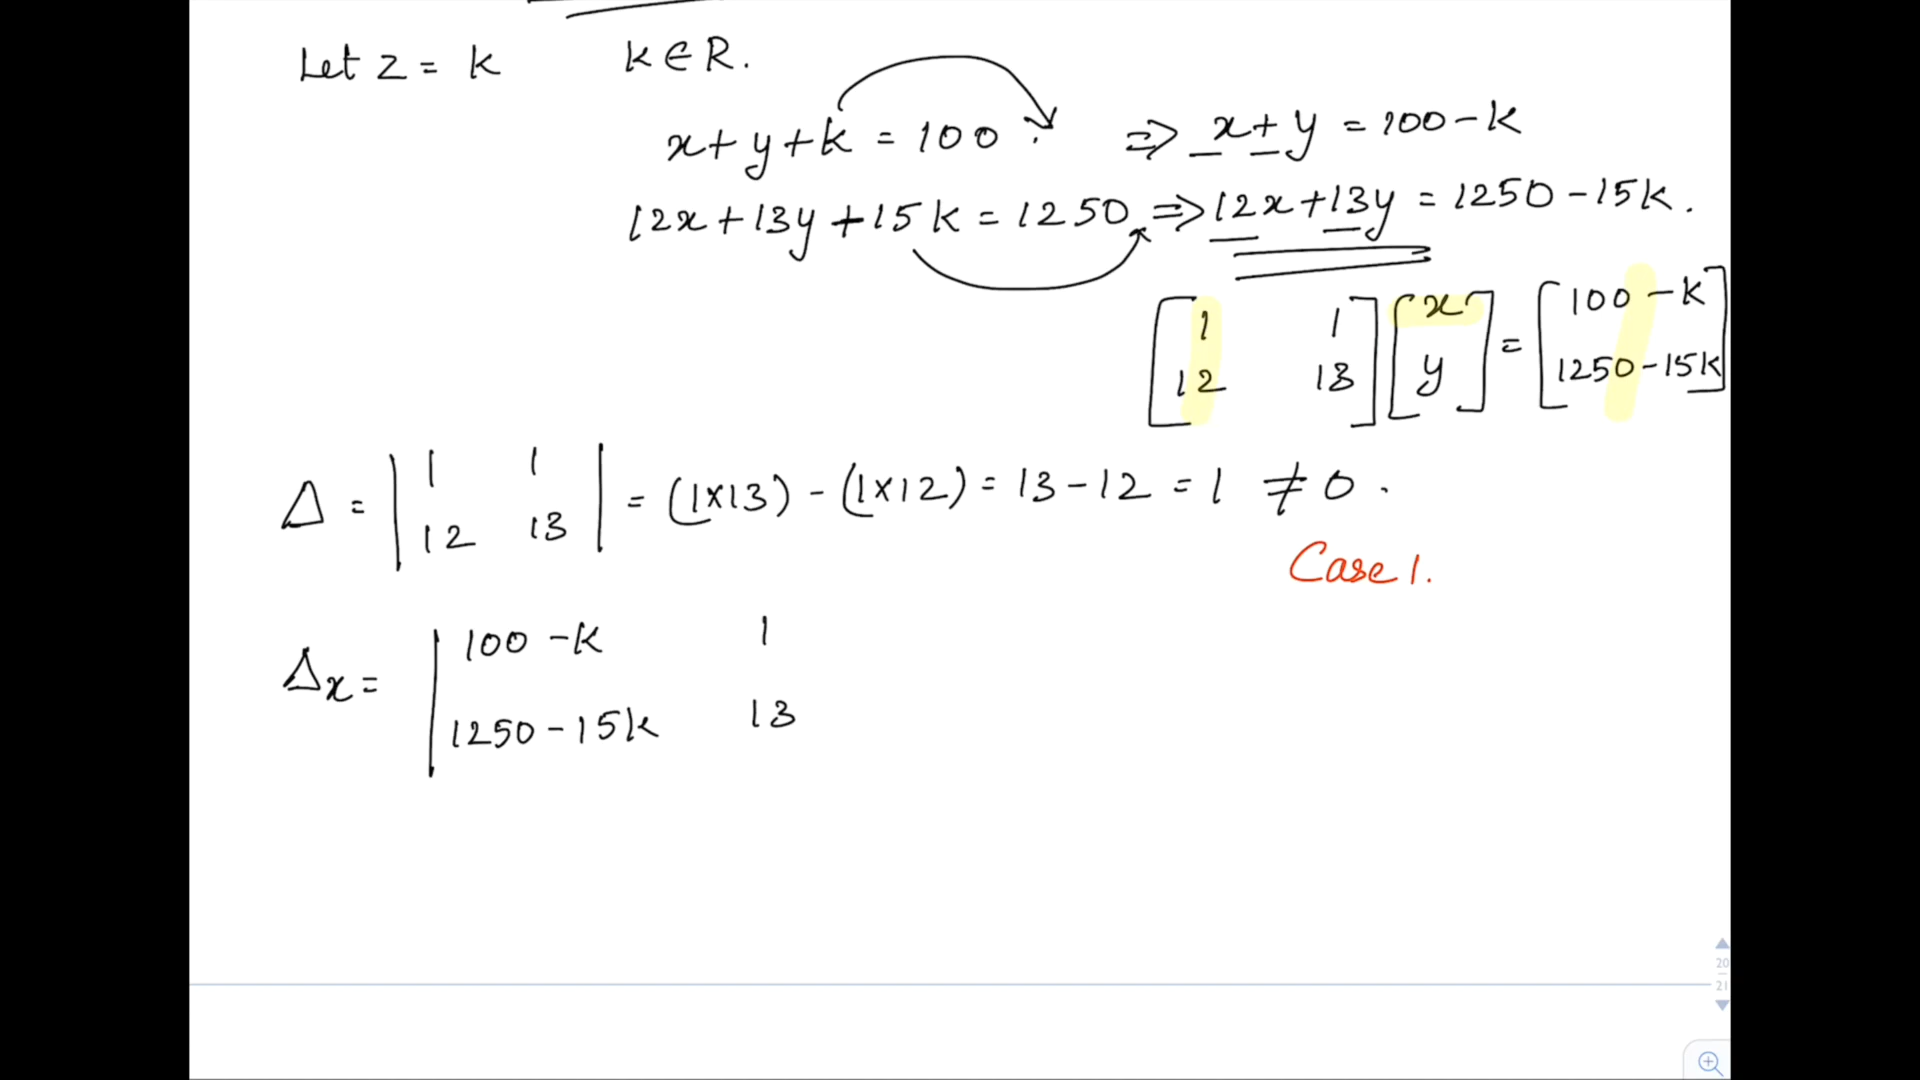 Let z = k k∈R.
x+y+k = 100 ⇒ x+y = 100-k
12x+13y+15k = 1250 ⇒ 12x+13y = 1250-15k.
[1 1] [x] = [100-k]
[12 13] [y] [1250-15k]
Δ = |1 1| = (1×13) - (1×12) = 13-12 = 1 ≠ 0.
|12 13|
Case 1.
Δx = |100-k 1
|1250-15k 13
20
21